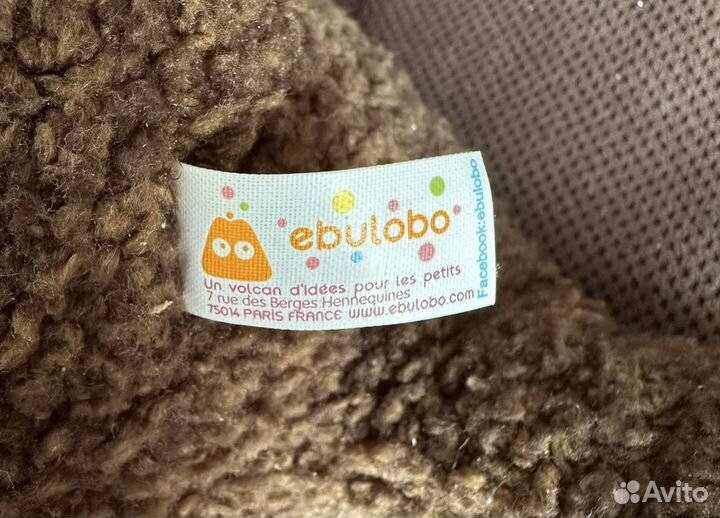 ebulobo
Un volcan d'idées pour les petits
7 rue des Berges Hennequines
75014 PARIS FRANCE www.ebulobo.com
Facebook:ebulobo
Avito